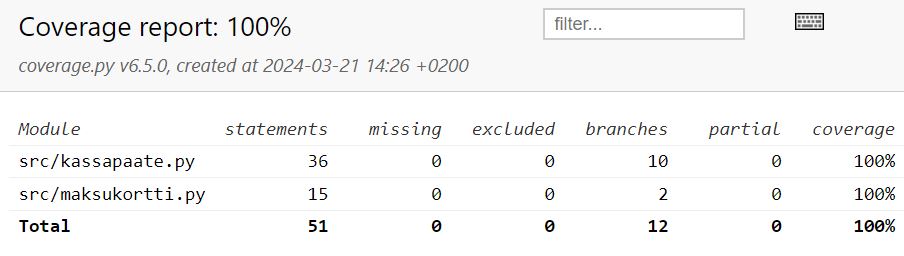 Coverage report: 100%
filter...
coverage.py v6.5.0, created at 2024-03-21 14:26 +0200
Module statements missing excluded branches partial coverage
src/kassapaate.py 36 0 0 10 0 100%
src/maksukortti.py 15 0 0 2 0 100%
Total 51 0 0 12 0 100%